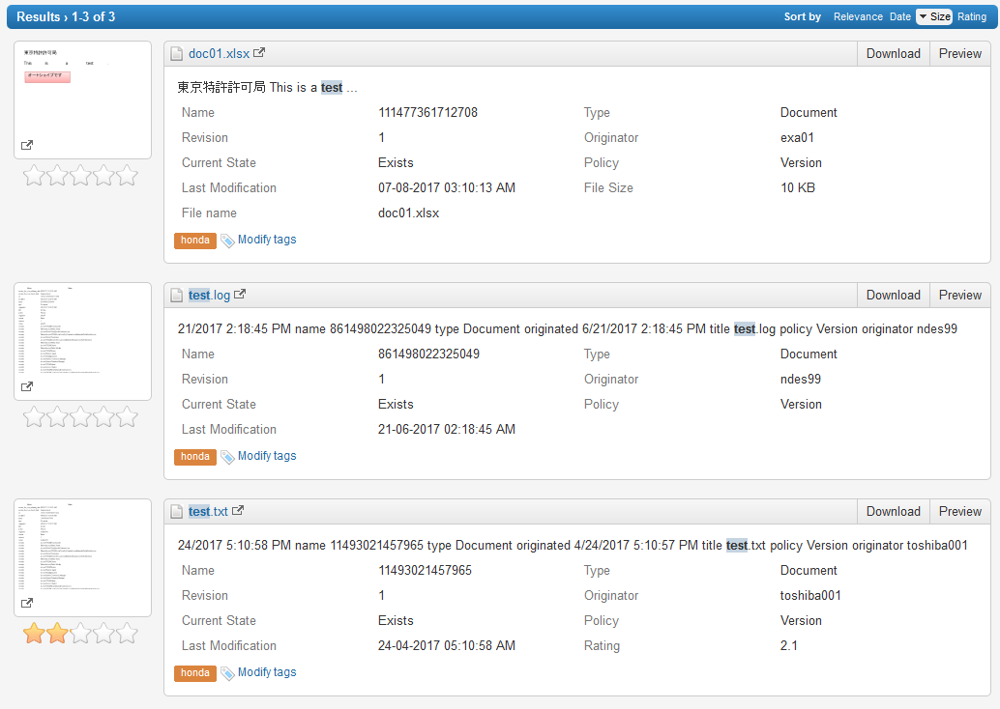 Results › 1-3 of 3 Sort by Relevance Date Size Rating
doc01.xlsx Download Preview
東京特許許可局
This is a test
オートシェイプです
東京特許許可局 This is a test ...
Name 111477361712708 Type Document
Revision 1 Originator exa01
Current State Exists Policy Version
Last Modification 07-08-2017 03:10:13 AM File Size 10 KB
File name doc01.xlsx
honda Modify tags
test.log Download Preview
21/2017 2:18:45 PM name 861498022325049 type Document originated 6/21/2017 2:18:45 PM title test.log policy Version originator ndes99
Name 861498022325049 Type Document
Revision 1 Originator ndes99
Current State Exists Policy Version
Last Modification 21-06-2017 02:18:45 AM
honda Modify tags
test.txt Download Preview
24/2017 5:10:58 PM name 11493021457965 type Document originated 4/24/2017 5:10:57 PM title test.txt policy Version originator toshiba001
Name 11493021457965 Type Document
Revision 1 Originator toshiba001
Current State Exists Policy Version
Last Modification 24-04-2017 05:10:58 AM Rating 2.1
honda Modify tags